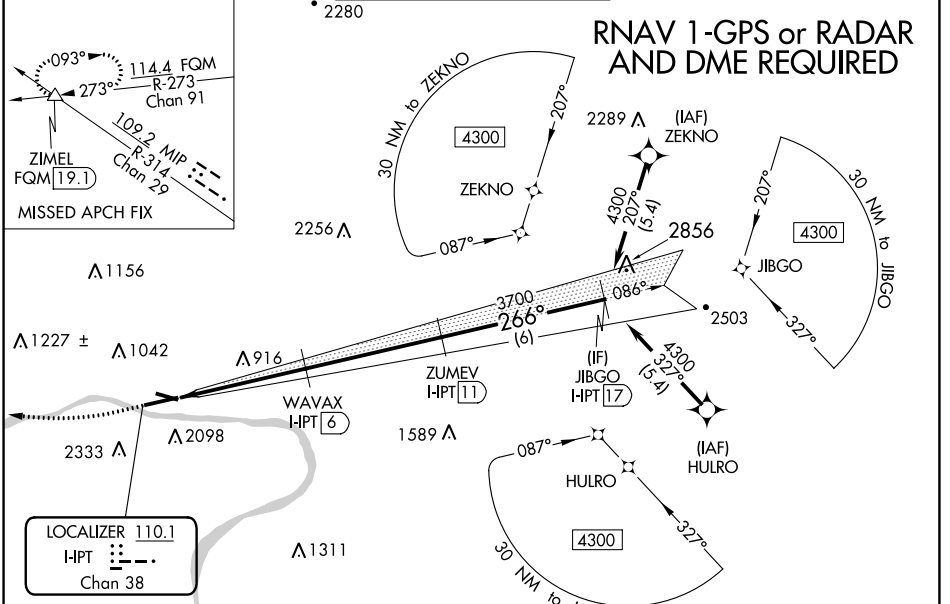 2280
RNAV 1-GPS or RADAR
AND DME REQUIRED
093°
273°
114.4 FQM
R-273
Chan 91
109.2 MIP
R-314
Chan 29
ZIMEL
FQM 19.1
MISSED APCH FIX
30 NM to ZEKNO
4300
207°
ZEKNO
087°
2289
(IAF)
ZEKNO
4300
207°
(5.4)
2856
207°
30 NM to JIBGO
4300
JIBGO
327°
2256
1156
1227 ±
1042
916
3700
266°
(6)
086°
2503
(IF)
JIBGO
I-IPT 17
ZUMEV
I-IPT 11
WAVAX
I-IPT 6
4300
327°
(5.4)
(IAF)
HULRO
2333
2098
1589
087°
HULRO
327°
4300
30 NM to
1311
LOCALIZER 110.1
I-IPT
Chan 38